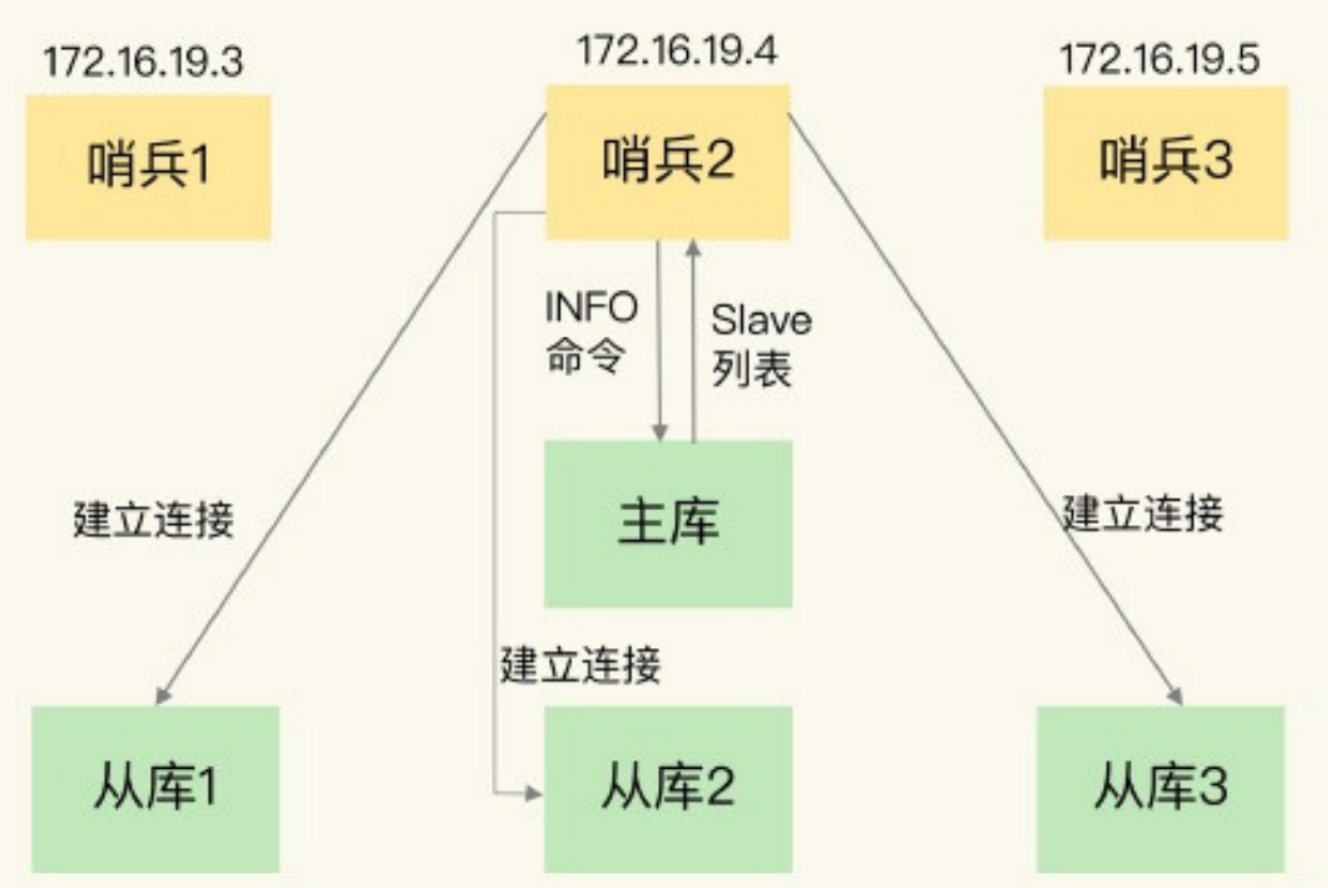 172.16.19.3
172.16.19.4
172.16.19.5
哨兵1
哨兵2
哨兵3
INFO
命令
Slave
列表
主库
建立连接
建立连接
建立连接
从库1
从库2
从库3